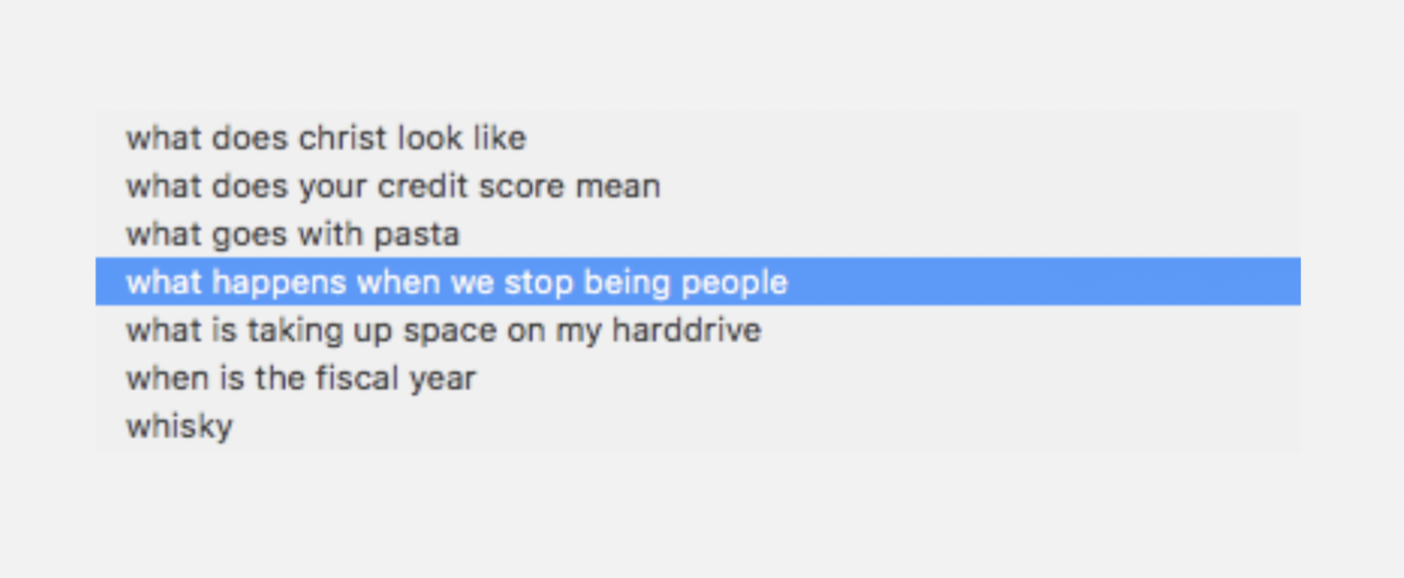 what does christ look like
what does your credit score mean
what goes with pasta
what happens when we stop being people
what is taking up space on my harddrive
when is the fiscal year
whisky